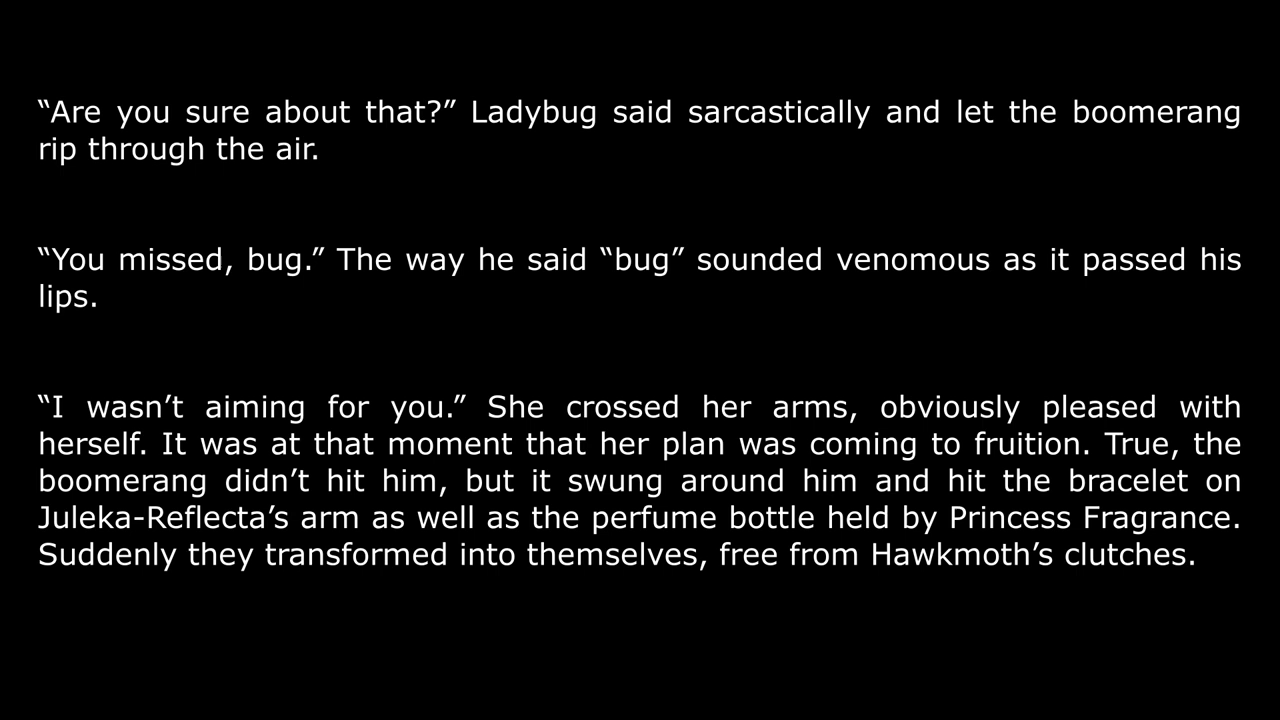 “Are you sure about that?” Ladybug said sarcastically and let the boomerang
rip through the air.
“You missed, bug.” The way he said “bug” sounded venomous as it passed his
lips.
“I wasn’t aiming for you.” She crossed her arms, obviously pleased with
herself. It was at that moment that her plan was coming to fruition. True, the
boomerang didn’t hit him, but it swung around him and hit the bracelet on
Juleka-Reflecta’s arm as well as the perfume bottle held by Princess Fragrance.
Suddenly they transformed into themselves, free from Hawkmoth’s clutches.